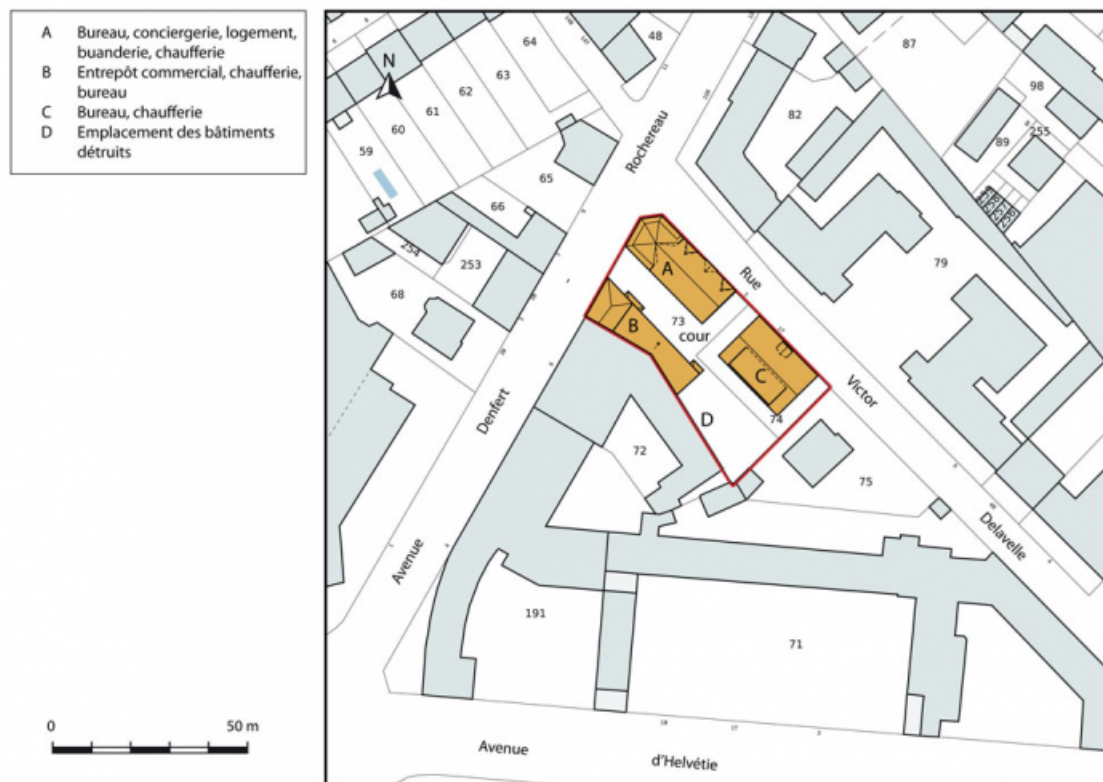 A Bureau, conciergerie, logement,
buanderie, chaufferie
B Entrepôt commercial, chaufferie,
bureau
C Bureau, chaufferie
D Emplacement des bâtiments
détruits
N
64
48
87
63
62
61
60
59
98
82
255
89
65
66
254
253
68
79
Rochereau
Rue
A
B
73
cour
C
74
D
Victor
Denfert
72
75
Delavelle
Avenue
191
71
0 50 m
Avenue
d'Helvétie